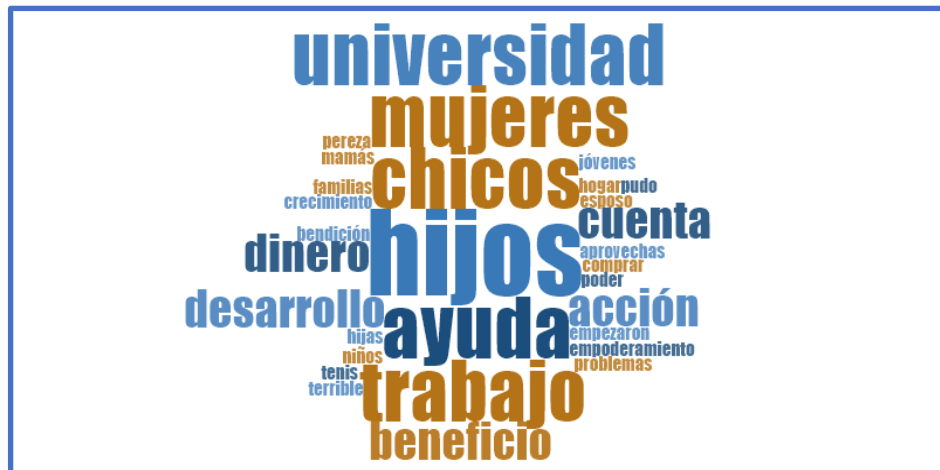 universidad
mujeres
pereza
mamás
chicos
jóvenes
familias
hogar pudo
crecimiento
esposo
cuenta
hijos
bendición
dinero
aprovechas
comprar
poder
desarrollo
acción
ayuda
hijas
empezaron
niños
empoderamiento
problemas
tenis
trabajo
terrible
beneficio